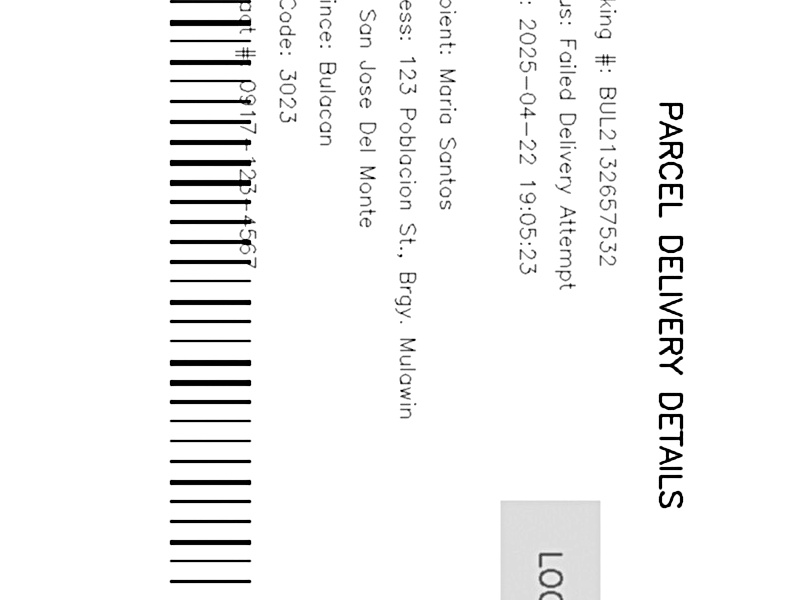 PARCEL DELIVERY DETAILS
king #: BUL2132657532
us: Failed Delivery Attempt
: 2025-04-22 19:05:23
LOG
pient: Maria Santos
ess: 123 Poblacion St., Brgy. Mulawin
San Jose Del Monte
ince: Bulacan
Code: 3023
act #: 0917-123-4567